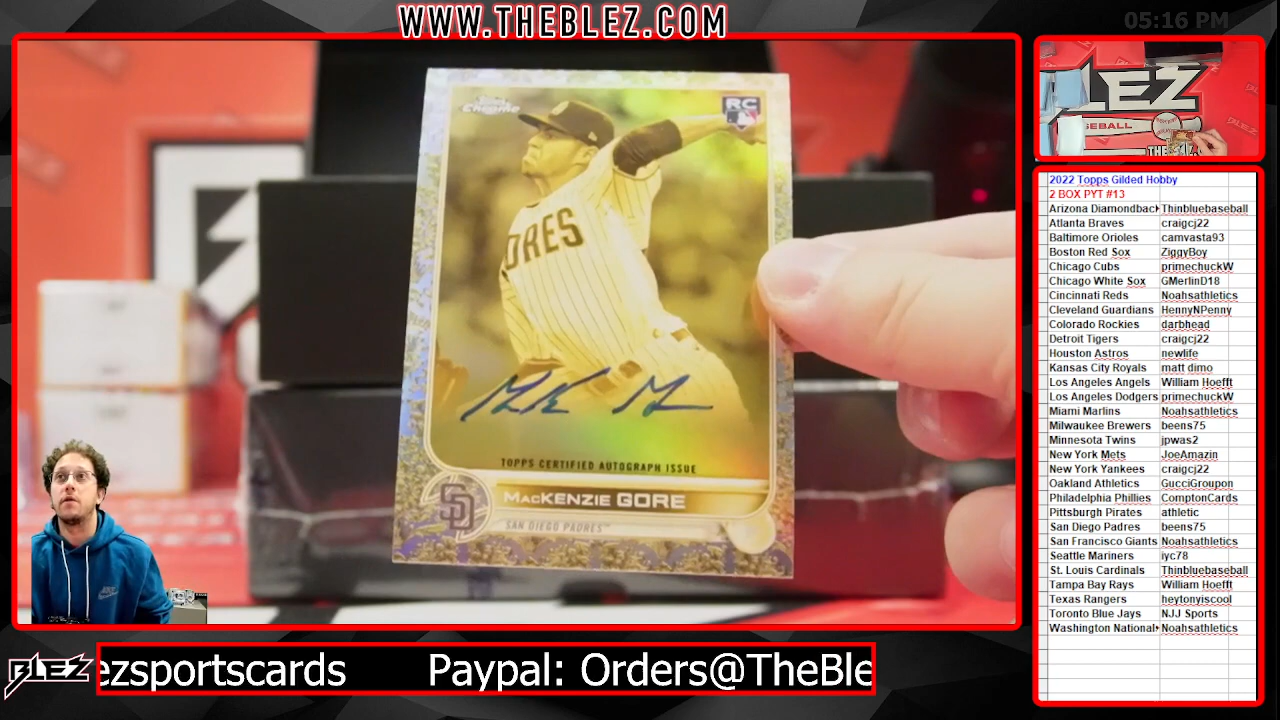 WWW.THEBLEZ.COM
05:16 PM
Topps
Chrome
RC
DRES
TOPPS CERTIFIED AUTOGRAPH ISSUE
SD
MacKENZIE GORE
SAN DIEGO PADRES™
LEZ
SEBALL
2022 Topps Gilded Hobby
2 BOX PYT #13
Arizona Diamondbac Thinbluebaseball
Atlanta Braves craigcj22
Baltimore Orioles camvasta93
Boston Red Sox ZiggyBoy
Chicago Cubs primechuckW
Chicago White Sox GMerlinD18
Cincinnati Reds Noahsathletics
Cleveland Guardians HennyNPenny
Colorado Rockies darbhead
Detroit Tigers craigcj22
Houston Astros newlife
Kansas City Royals matt dimo
Los Angeles Angels William Hoefft
Los Angeles Dodgers primechuckW
Miami Marlins Noahsathletics
Milwaukee Brewers beens75
Minnesota Twins jpwas2
New York Mets JoeAmazin
New York Yankees craigcj22
Oakland Athletics GucciGroupon
Philadelphia Phillies ComptonCards
Pittsburgh Pirates athletic
San Diego Padres beens75
San Francisco Giants Noahsathletics
Seattle Mariners iyc78
St. Louis Cardinals Thinbluebaseball
Tampa Bay Rays William Hoefft
Texas Rangers heytonyiscool
Toronto Blue Jays NJJ Sports
Washington National Noahsathletics
BLEZ
ezsportscards Paypal: Orders@TheBle